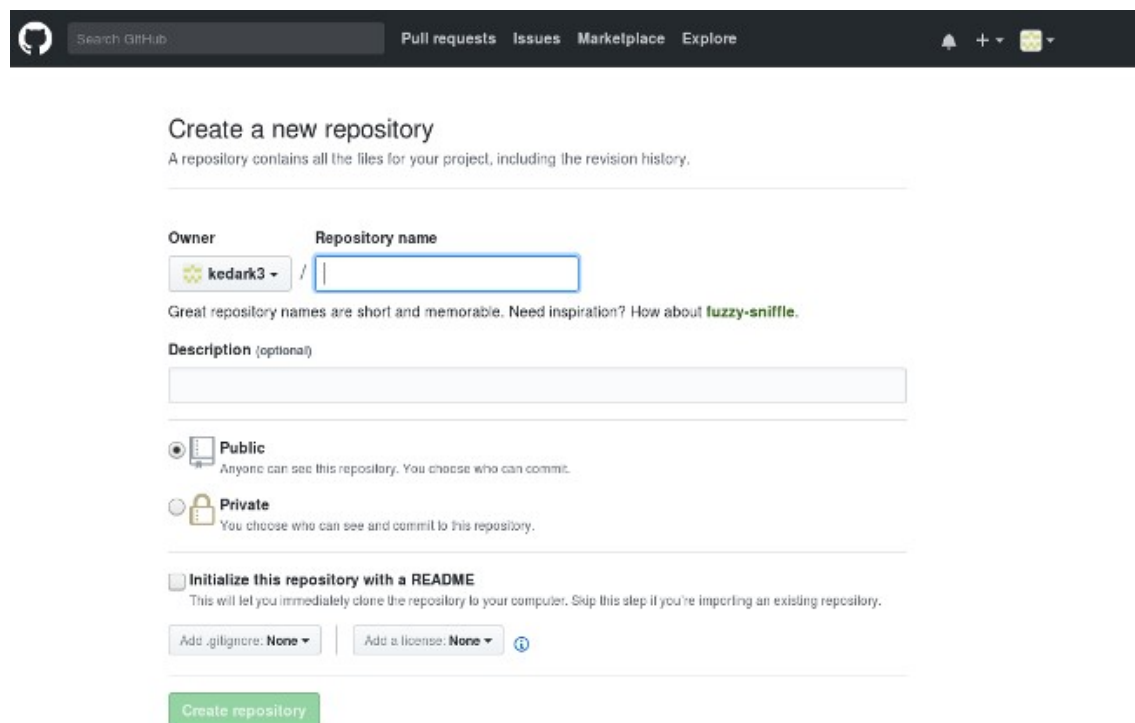 Search GitHub Pull requests Issues Marketplace Explore
Create a new repository
A repository contains all the files for your project, including the revision history.
Owner Repository name
kedark3 /
Great repository names are short and memorable. Need inspiration? How about fuzzy-sniffle.
Description (optional)
Public
Anyone can see this repository. You choose who can commit.
Private
You choose who can see and commit to this repository.
Initialize this repository with a README
This will let you immediately clone the repository to your computer. Skip this step if you're importing an existing repository.
Add .gitignore: None Add a license: None
Create repository